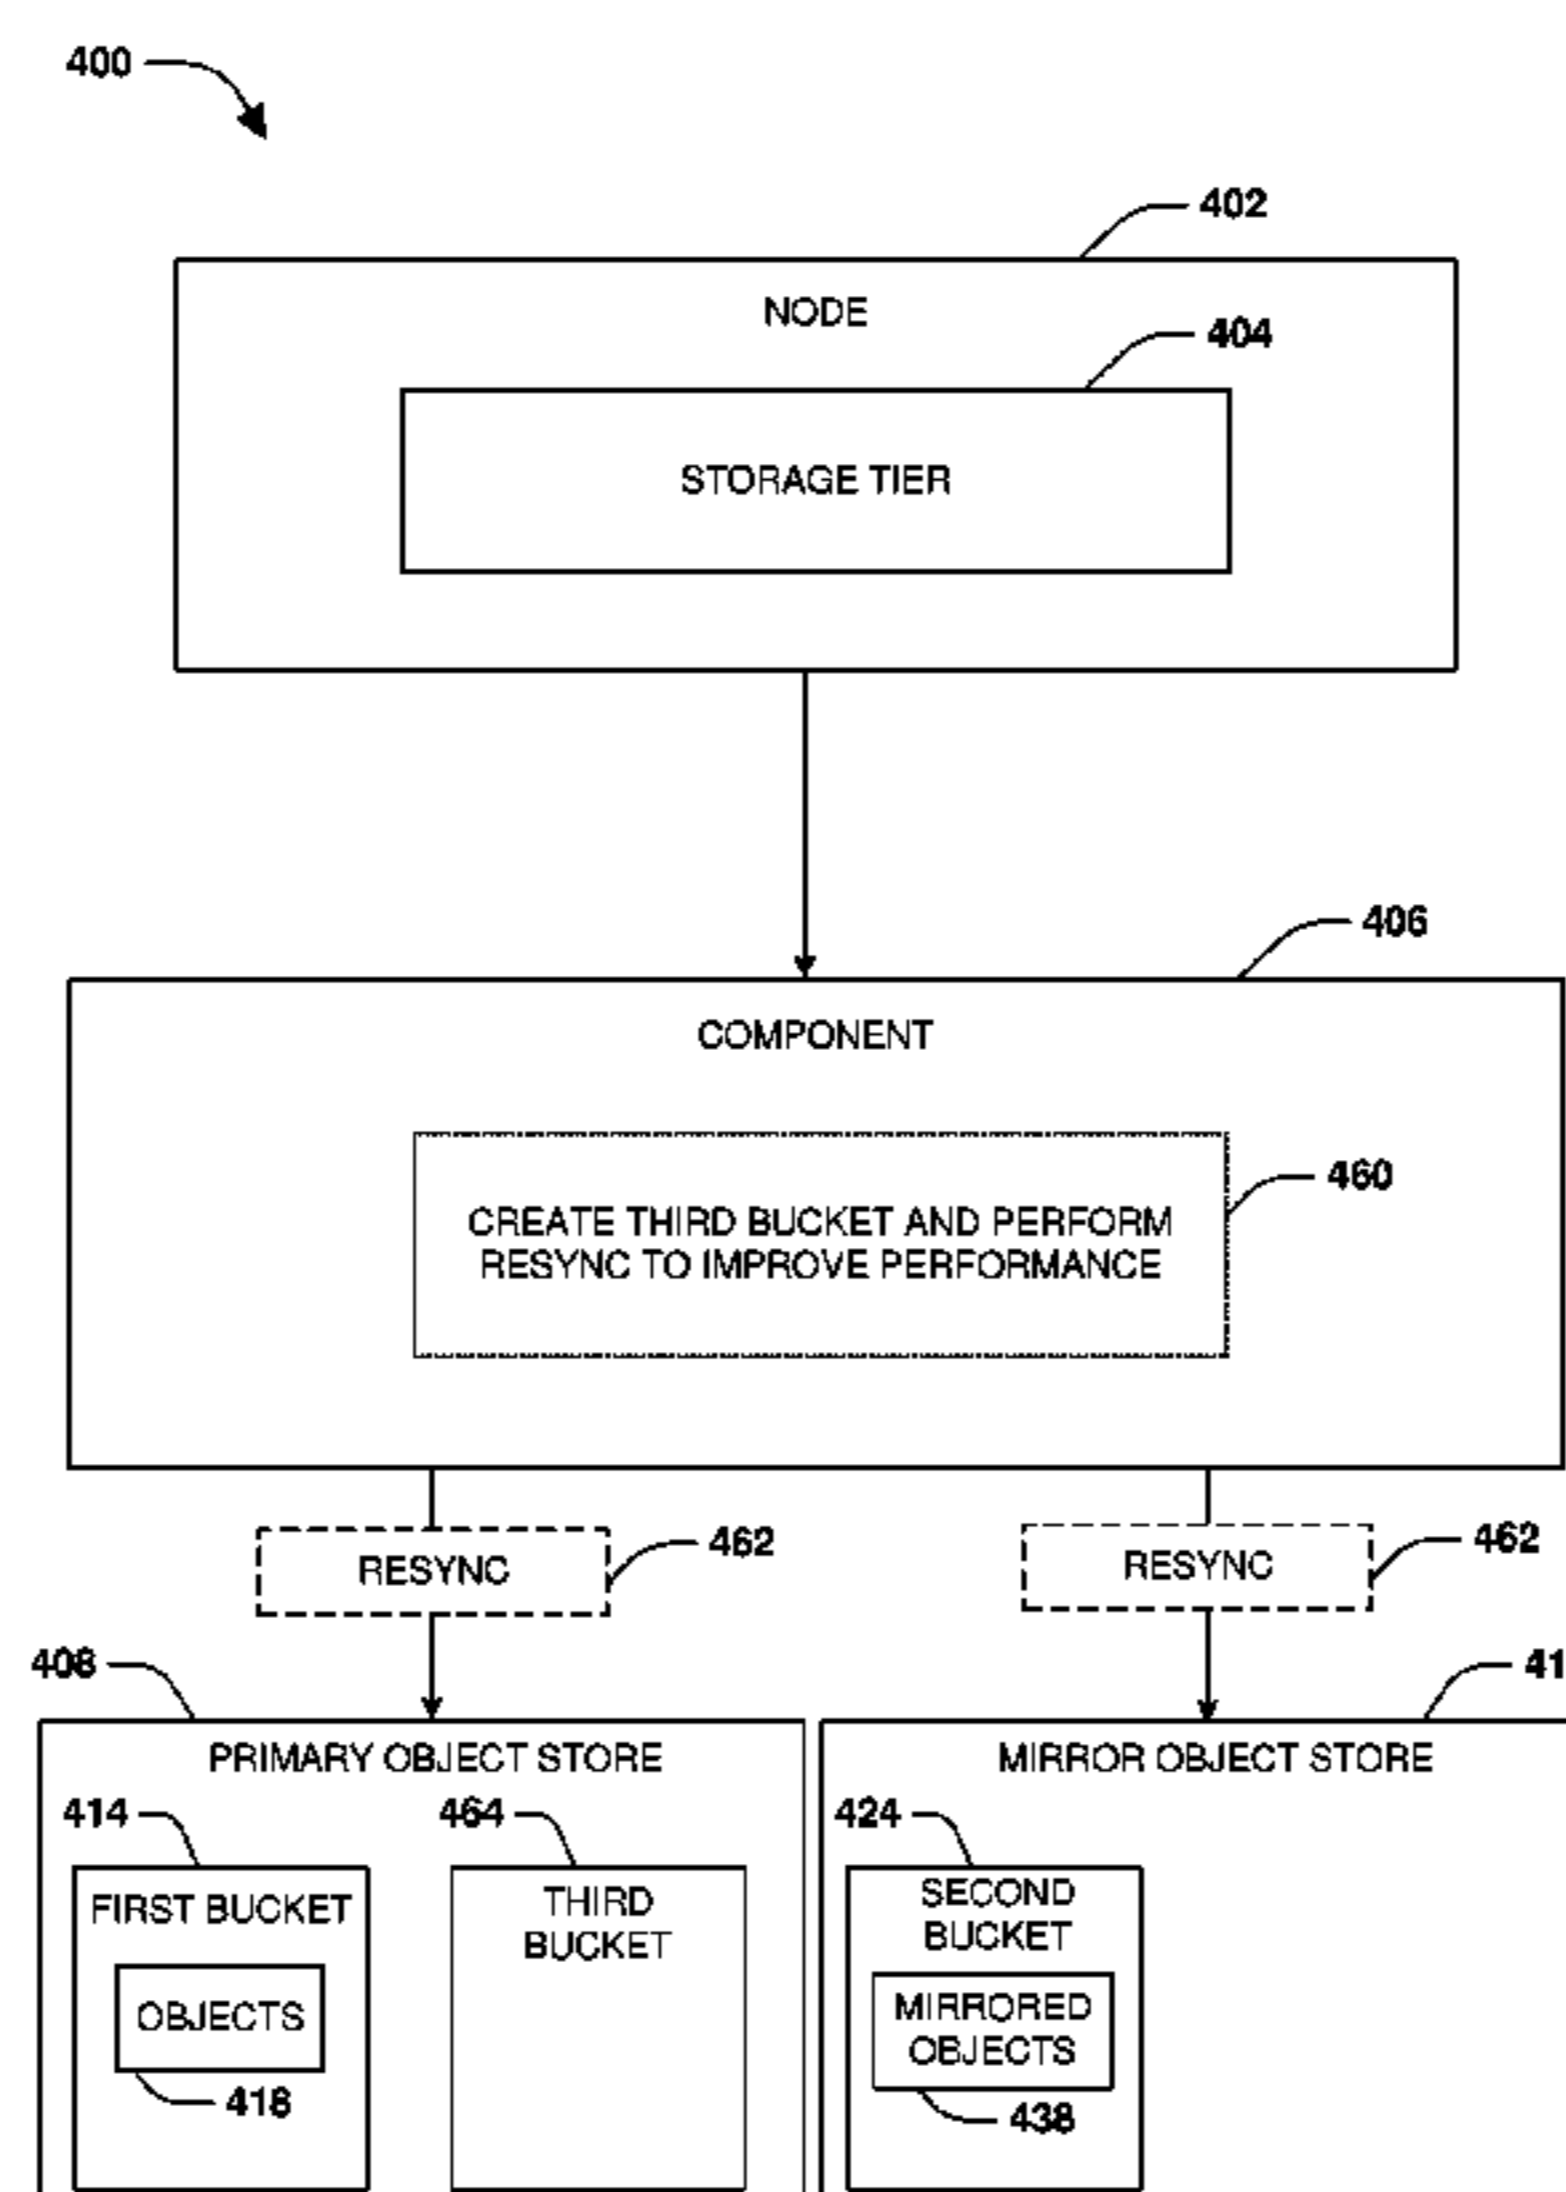 400
402
NODE
404
STORAGE TIER
406
COMPONENT
460
CREATE THIRD BUCKET AND PERFORM
RESYNC TO IMPROVE PERFORMANCE
RESYNC
462
RESYNC
462
408
41
PRIMARY OBJECT STORE
MIRROR OBJECT STORE
414
464
424
FIRST BUCKET
THIRD
BUCKET
SECOND
BUCKET
OBJECTS
MIRRORED
OBJECTS
416
438